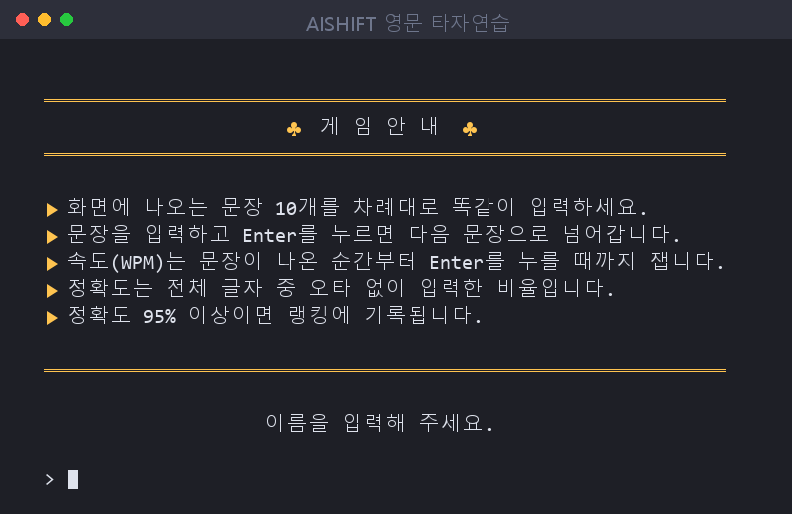 AISHIFT 영문 타자연습
♣ 게 임 안 내 ♣
▶ 화면에 나오는 문장 10개를 차례대로 똑같이 입력하세요.
▶ 문장을 입력하고 Enter를 누르면 다음 문장으로 넘어갑니다.
▶ 속도(WPM)는 문장이 나온 순간부터 Enter를 누를 때까지 잽니다.
▶ 정확도는 전체 글자 중 오타 없이 입력한 비율입니다.
▶ 정확도 95% 이상이면 랭킹에 기록됩니다.
이름을 입력해 주세요.
>